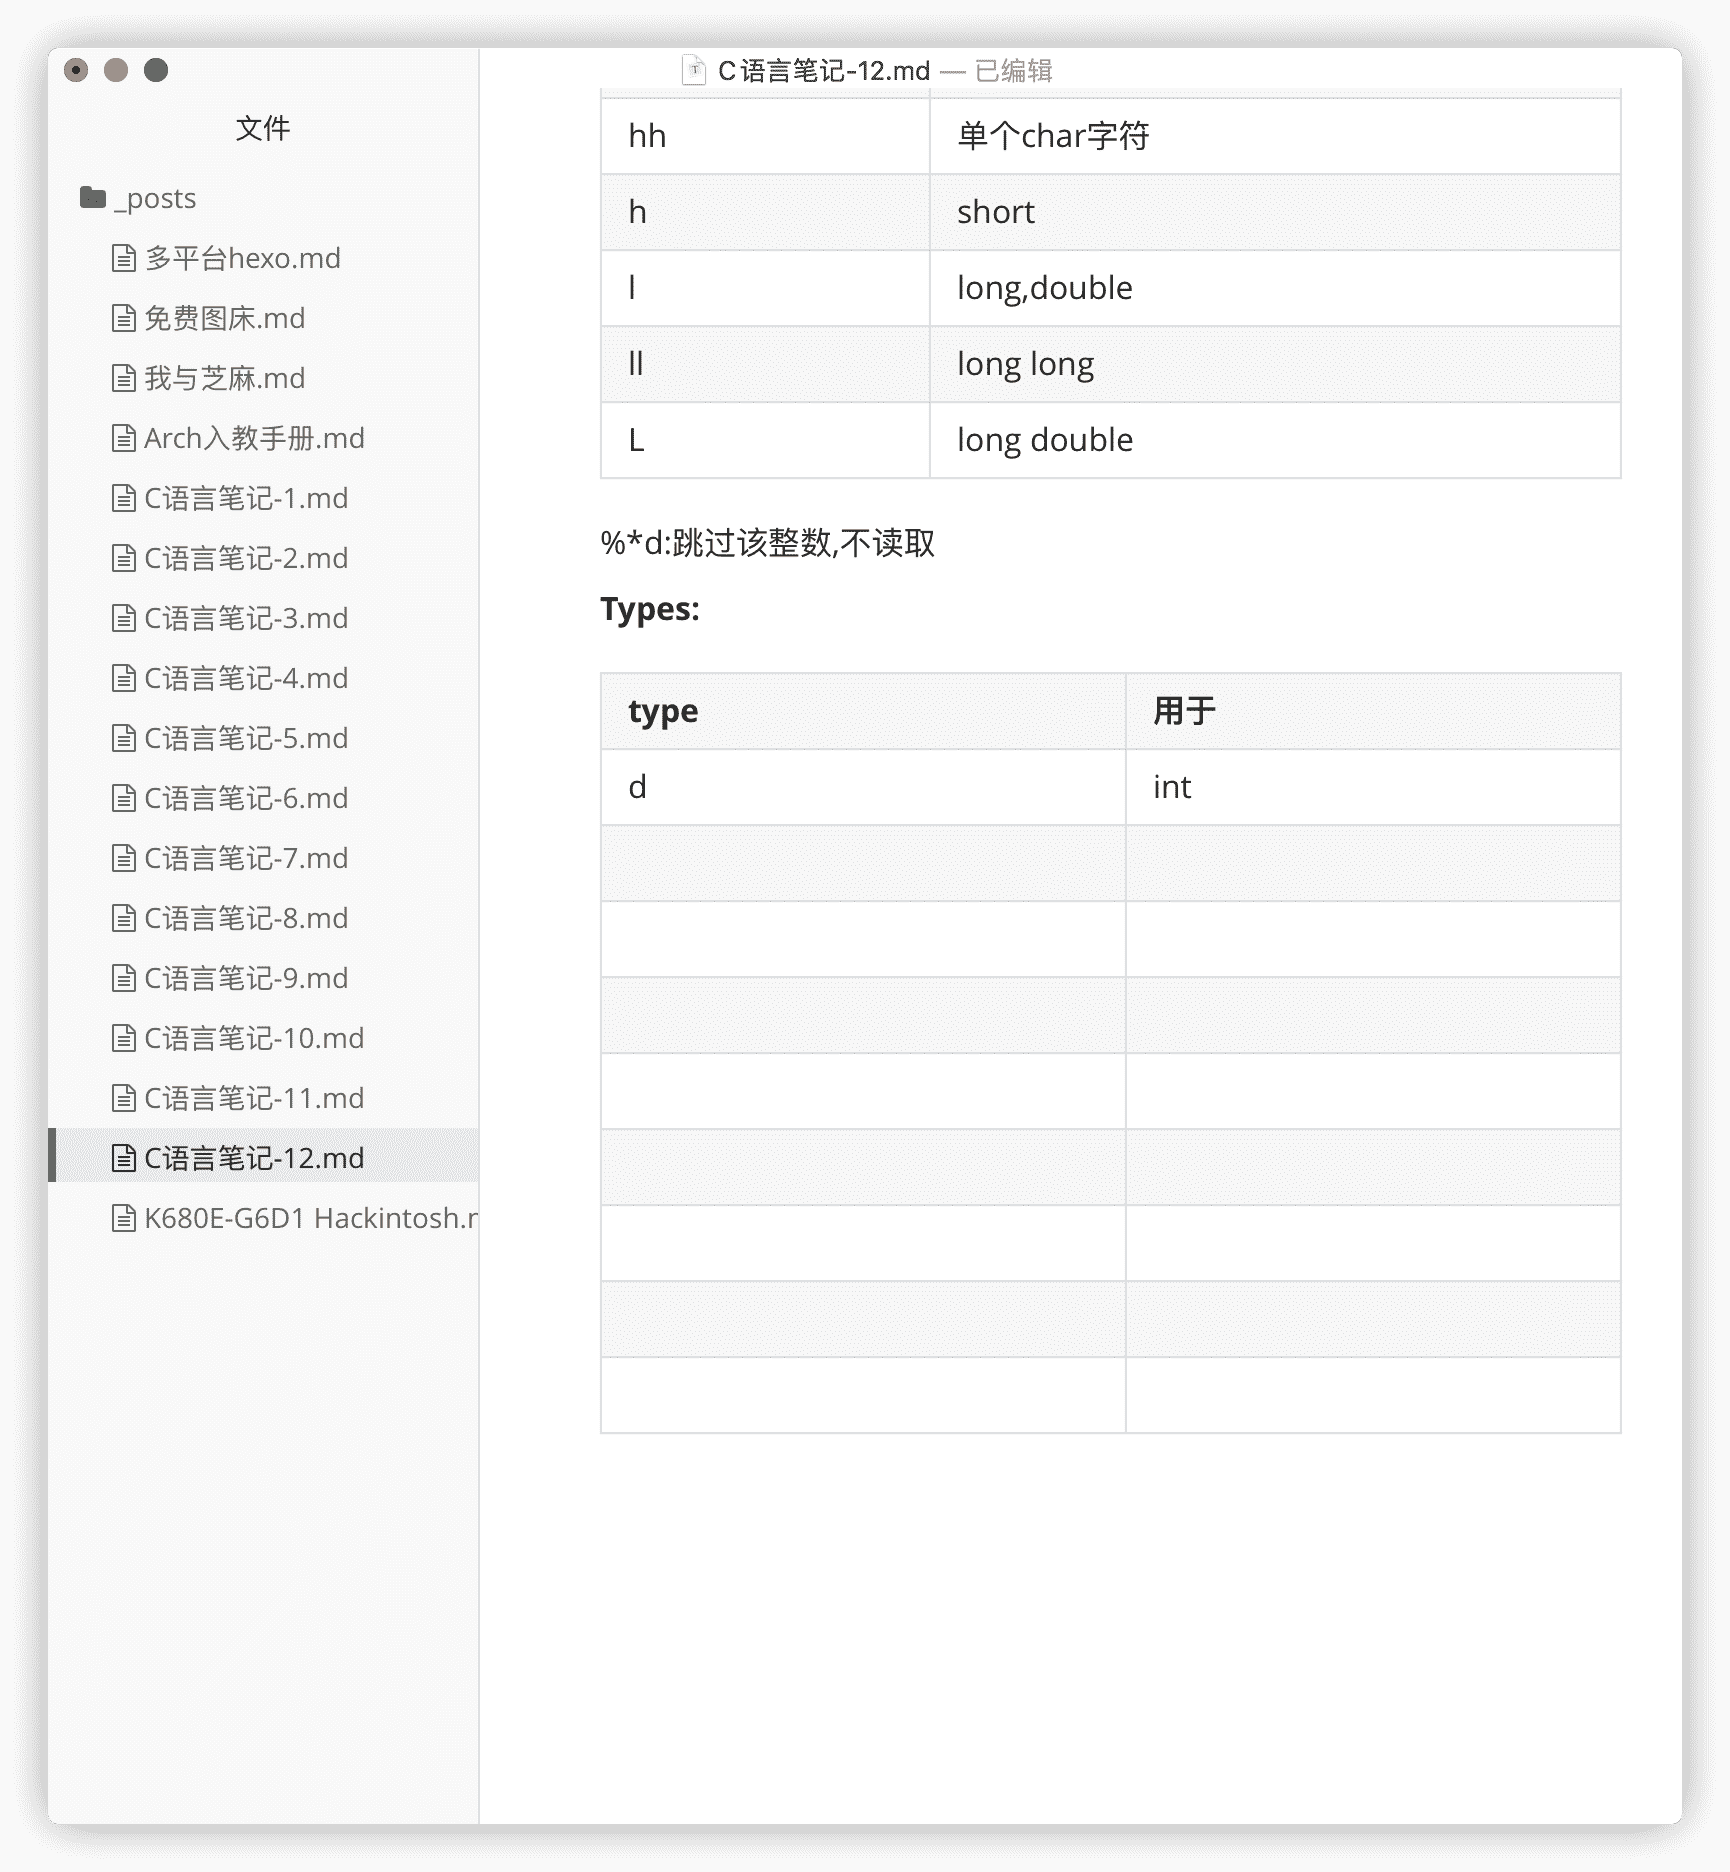 C语言笔记-12.md — 已编辑
文件
_posts
多平台hexo.md
免费图床.md
我与芝麻.md
Arch入教手册.md
C语言笔记-1.md
C语言笔记-2.md
C语言笔记-3.md
C语言笔记-4.md
C语言笔记-5.md
C语言笔记-6.md
C语言笔记-7.md
C语言笔记-8.md
C语言笔记-9.md
C语言笔记-10.md
C语言笔记-11.md
C语言笔记-12.md
K680E-G6D1 Hackintosh.
hh 单个char字符
h short
l long,double
ll long long
L long double
%*d:跳过该整数,不读取
Types:
type 用于
d int